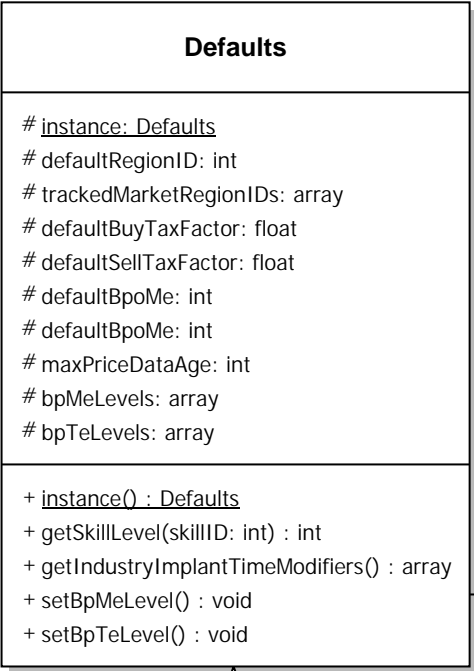 Defaults
# instance: Defaults
# defaultRegionID: int
# trackedMarketRegionIDs: array
# defaultBuyTaxFactor: float
# defaultSellTaxFactor: float
# defaultBpoMe: int
# defaultBpoMe: int
# maxPriceDataAge: int
# bpMeLevels: array
# bpTeLevels: array
+ instance() : Defaults
+ getSkillLevel(skillID: int) : int
+ getIndustryImplantTimeModifiers() : array
+ setBpMeLevel() : void
+ setBpTeLevel() : void